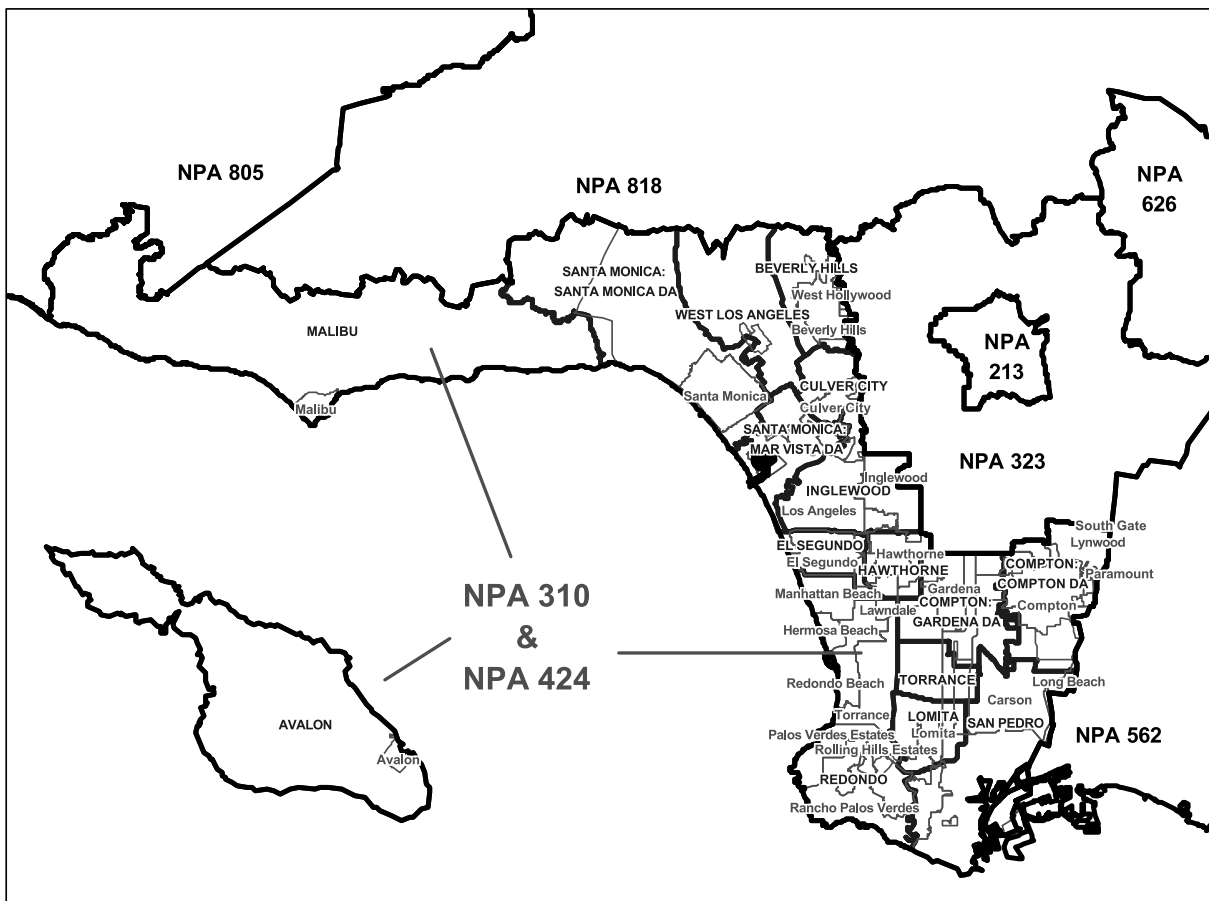 NPA 805
NPA 818
NPA
626
SANTA MONICA:
SANTA MONICA DA
BEVERLY HILLS
West Hollywood
WEST LOS ANGELES
Beverly Hills
MALIBU
Malibu
NPA
213
CULVER CITY
Santa Monica
Culver City
SANTA MONICA:
MAR VISTA DA
NPA 323
Inglewood
INGLEWOOD
Los Angeles
South Gate
Lynwood
EL SEGUNDO
El Segundo
Hawthorne
HAWTHORNE
COMPTON:
COMPTON DA
Paramount
Gardena
Manhattan Beach
COMPTON:
GARDENA DA
Lawndale
Compton
Hermosa Beach
NPA 310
&
NPA 424
TORRANCE
Redondo Beach
Long Beach
Carson
AVALON
Avalon
Torrance
LOMITA
Lomita
SAN PEDRO
Palos Verdes Estates
Rolling Hills Estates
NPA 562
REDONDO
Rancho Palos Verdes